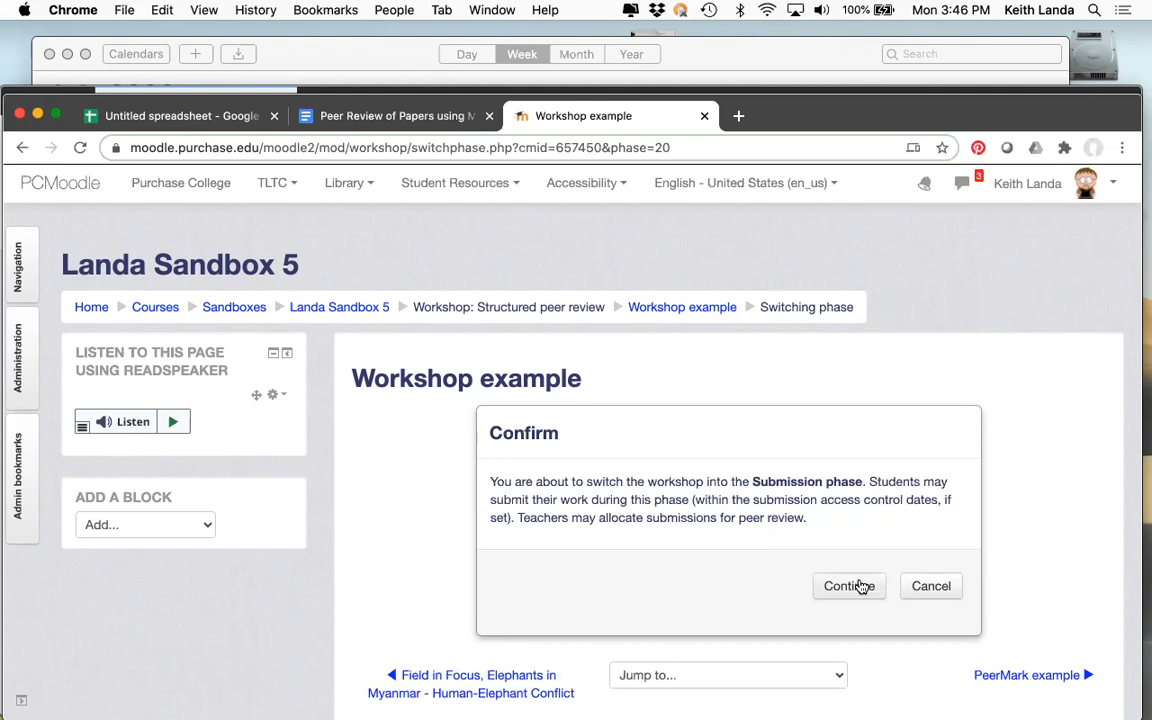 Chrome File Edit View History Bookmarks People Tab Window Help 100% Mon 3:46 PM Keith Landa
Calendars Day Week Month Year Search
Untitled spreadsheet - Google Peer Review of Papers using M Workshop example
moodle.purchase.edu/moodle2/mod/workshop/switchphase.php?cmid=657450&phase=20
PCMoodle Purchase College TLTC Library Student Resources Accessibility English - United States (en_us) 3 Keith Landa
Navigation
Administration
Admin bookmarks
Landa Sandbox 5
Home Courses Sandboxes Landa Sandbox 5 Workshop: Structured peer review Workshop example Switching phase
LISTEN TO THIS PAGE
USING READSPEAKER
Listen
ADD A BLOCK
Add...
Workshop example
Confirm
You are about to switch the workshop into the Submission phase. Students may
submit their work during this phase (within the submission access control dates, if
set). Teachers may allocate submissions for peer review.
Continue Cancel
Field in Focus, Elephants in
Myanmar - Human-Elephant Conflict
Jump to...
PeerMark example